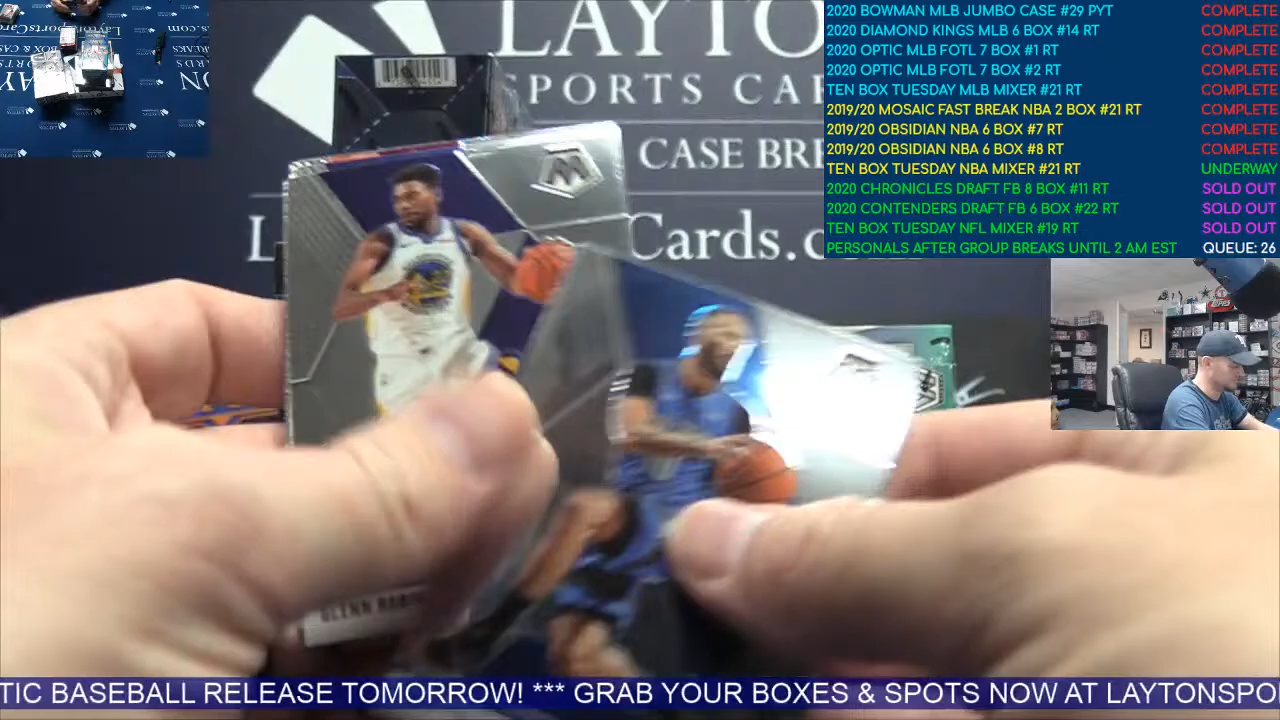 LAYTO
SPORTS CA
CASE BRE
L
Cards.c
GLENN
2020 BOWMAN MLB JUMBO CASE #29 PYT COMPLETE
2020 DIAMOND KINGS MLB 6 BOX #14 RT COMPLETE
2020 OPTIC MLB FOTL 7 BOX #1 RT COMPLETE
2020 OPTIC MLB FOTL 7 BOX #2 RT COMPLETE
TEN BOX TUESDAY MLB MIXER #21 RT COMPLETE
2019/20 MOSAIC FAST BREAK NBA 2 BOX #21 RT COMPLETE
2019/20 OBSIDIAN NBA 6 BOX #7 RT COMPLETE
2019/20 OBSIDIAN NBA 6 BOX #8 RT COMPLETE
TEN BOX TUESDAY NBA MIXER #21 RT UNDERWAY
2020 CHRONICLES DRAFT FB 8 BOX #11 RT SOLD OUT
2020 CONTENDERS DRAFT FB 6 BOX #22 RT SOLD OUT
TEN BOX TUESDAY NFL MIXER #19 RT SOLD OUT
PERSONALS AFTER GROUP BREAKS UNTIL 2 AM EST QUEUE: 26
TIC BASEBALL RELEASE TOMORROW! *** GRAB YOUR BOXES & SPOTS NOW AT LAYTONSPO